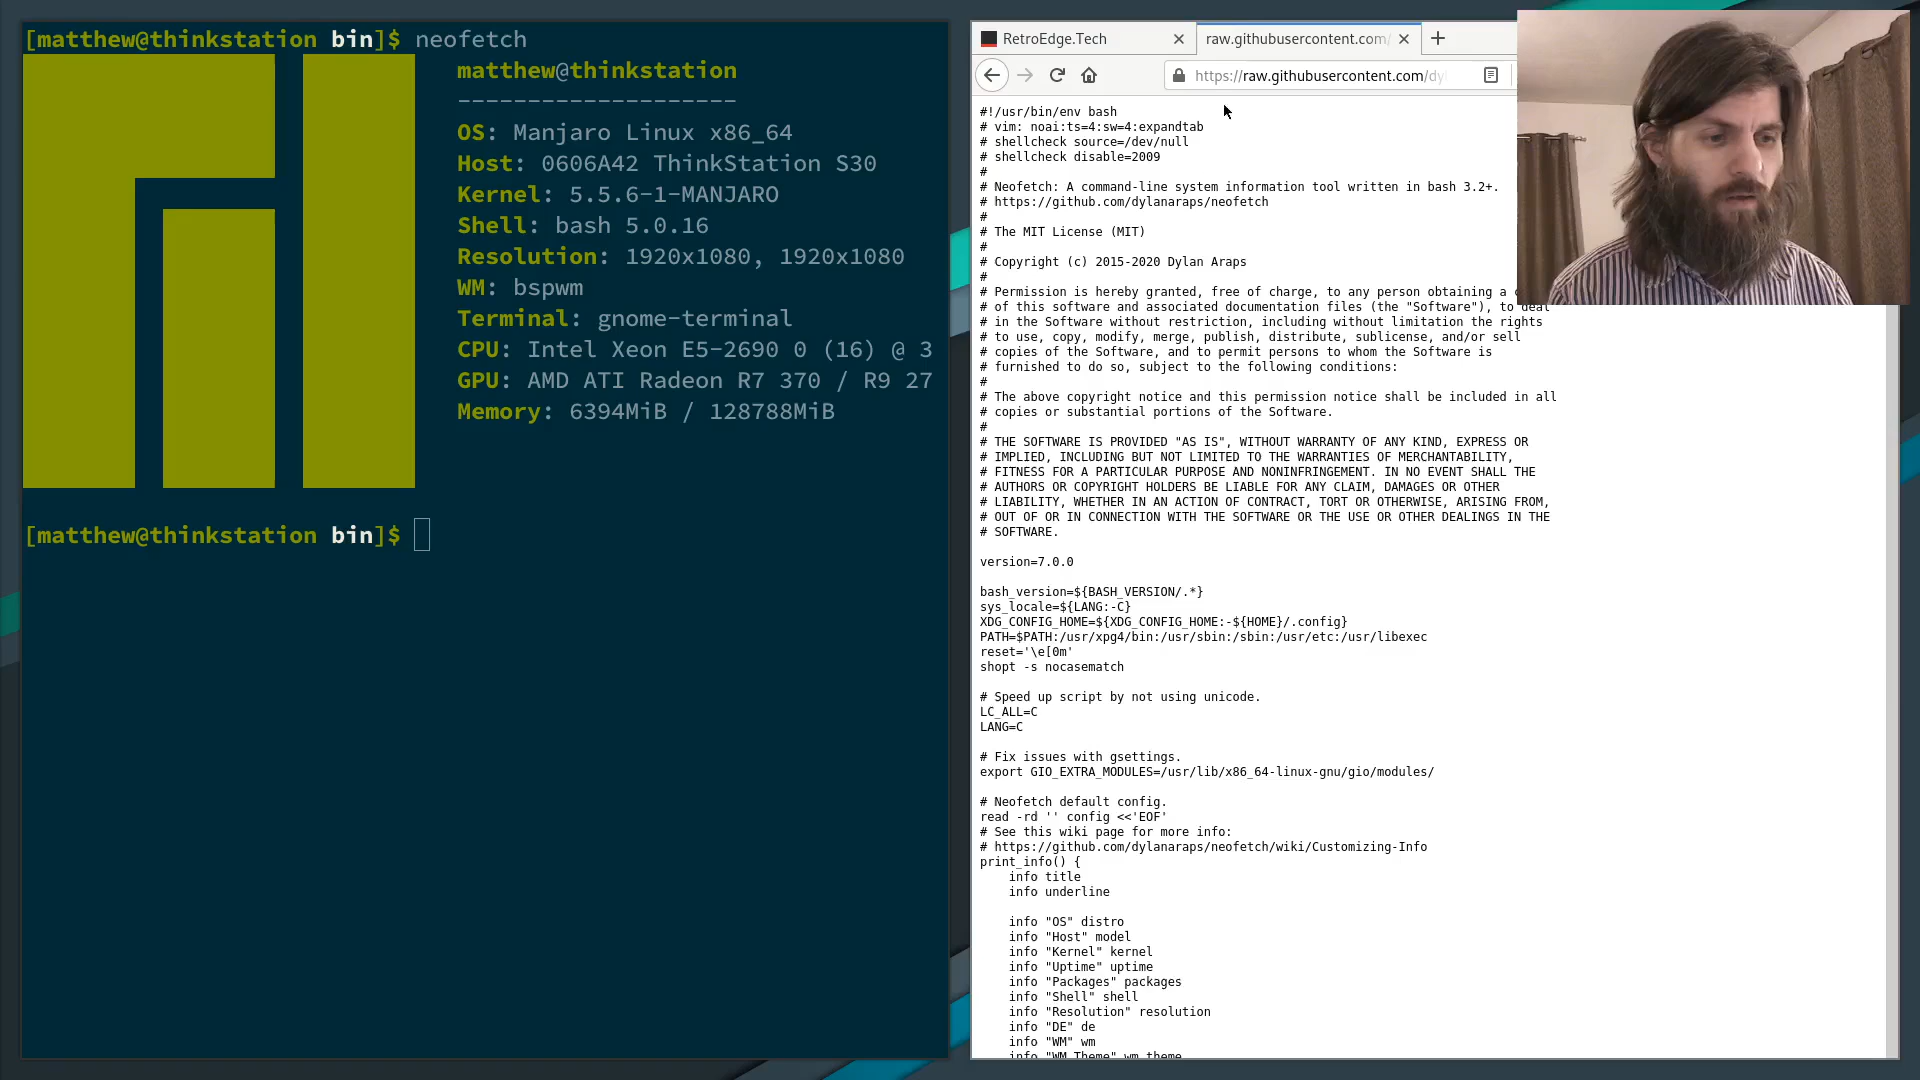 [matthew@thinkstation bin]$ neofetch
matthew@thinkstation
--------------------
OS: Manjaro Linux x86_64
Host: 0606A42 ThinkStation S30
Kernel: 5.5.6-1-MANJARO
Shell: bash 5.0.16
Resolution: 1920x1080, 1920x1080
WM: bspwm
Terminal: gnome-terminal
CPU: Intel Xeon E5-2690 0 (16) @ 3
GPU: AMD ATI Radeon R7 370 / R9 27
Memory: 6394MiB / 128788MiB
[matthew@thinkstation bin]$
RetroEdge.Tech
raw.githubusercontent.com/
https://raw.githubusercontent.com/dy
#!/usr/bin/env bash
# vim: noai:ts=4:sw=4:expandtab
# shellcheck source=/dev/null
# shellcheck disable=2009
#
# Neofetch: A command-line system information tool written in bash 3.2+.
# https://github.com/dylanaraps/neofetch
#
# The MIT License (MIT)
#
# Copyright (c) 2015-2020 Dylan Araps
#
# Permission is hereby granted, free of charge, to any person obtaining a
# of this software and associated documentation files (the "Software"), to deal
# in the Software without restriction, including without limitation the rights
# to use, copy, modify, merge, publish, distribute, sublicense, and/or sell
# copies of the Software, and to permit persons to whom the Software is
# furnished to do so, subject to the following conditions:
#
# The above copyright notice and this permission notice shall be included in all
# copies or substantial portions of the Software.
#
# THE SOFTWARE IS PROVIDED "AS IS", WITHOUT WARRANTY OF ANY KIND, EXPRESS OR
# IMPLIED, INCLUDING BUT NOT LIMITED TO THE WARRANTIES OF MERCHANTABILITY,
# FITNESS FOR A PARTICULAR PURPOSE AND NONINFRINGEMENT. IN NO EVENT SHALL THE
# AUTHORS OR COPYRIGHT HOLDERS BE LIABLE FOR ANY CLAIM, DAMAGES OR OTHER
# LIABILITY, WHETHER IN AN ACTION OF CONTRACT, TORT OR OTHERWISE, ARISING FROM,
# OUT OF OR IN CONNECTION WITH THE SOFTWARE OR THE USE OR OTHER DEALINGS IN THE
# SOFTWARE.
version=7.0.0
bash_version=${BASH_VERSION/.*}
sys_locale=${LANG:-C}
XDG_CONFIG_HOME=${XDG_CONFIG_HOME:-${HOME}/.config}
PATH=$PATH:/usr/xpg4/bin:/usr/sbin:/sbin:/usr/etc:/usr/libexec
reset='\e[0m'
shopt -s nocasematch
# Speed up script by not using unicode.
LC_ALL=C
LANG=C
# Fix issues with gsettings.
export GIO_EXTRA_MODULES=/usr/lib/x86_64-linux-gnu/gio/modules/
# Neofetch default config.
read -rd '' config <<'EOF'
# See this wiki page for more info:
# https://github.com/dylanaraps/neofetch/wiki/Customizing-Info
print_info() {
info title
info underline
info "OS" distro
info "Host" model
info "Kernel" kernel
info "Uptime" uptime
info "Packages" packages
info "Shell" shell
info "Resolution" resolution
info "DE" de
info "WM" wm
info "WM Theme" wm_theme